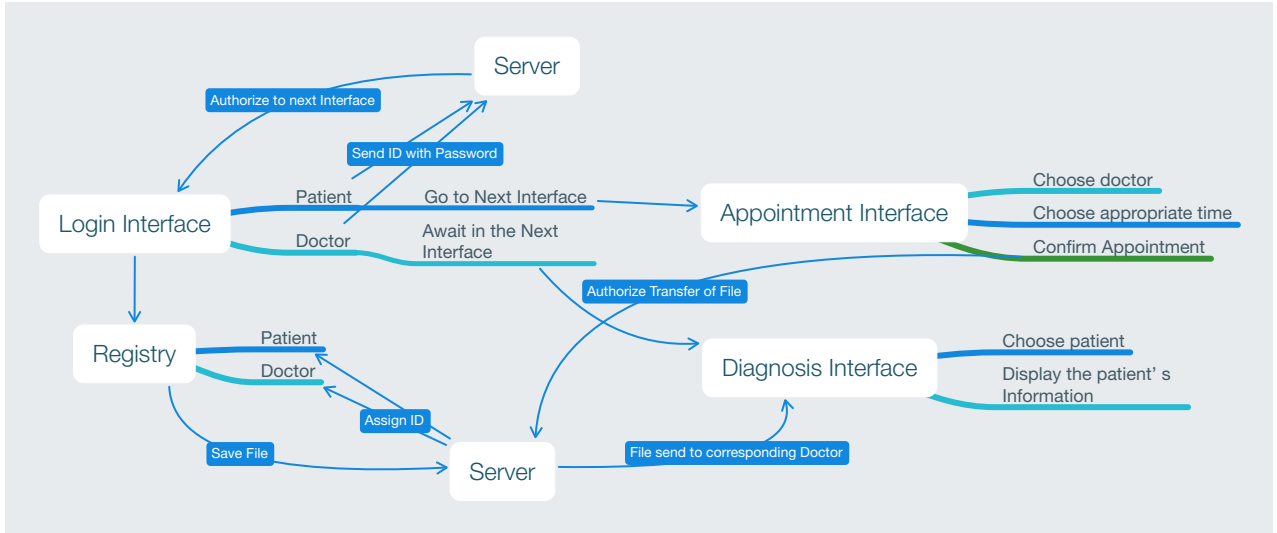 Server
Authorize to next Interface
Send ID with Password
Login Interface
Patient
Go to Next Interface
Doctor
Await in the Next
Interface
Appointment Interface
Choose doctor
Choose appropriate time
Confirm Appointment
Authorize Transfer of File
Registry
Patient
Doctor
Assign ID
Save File
Server
File send to corresponding Doctor
Diagnosis Interface
Choose patient
Display the patient’ s
Information